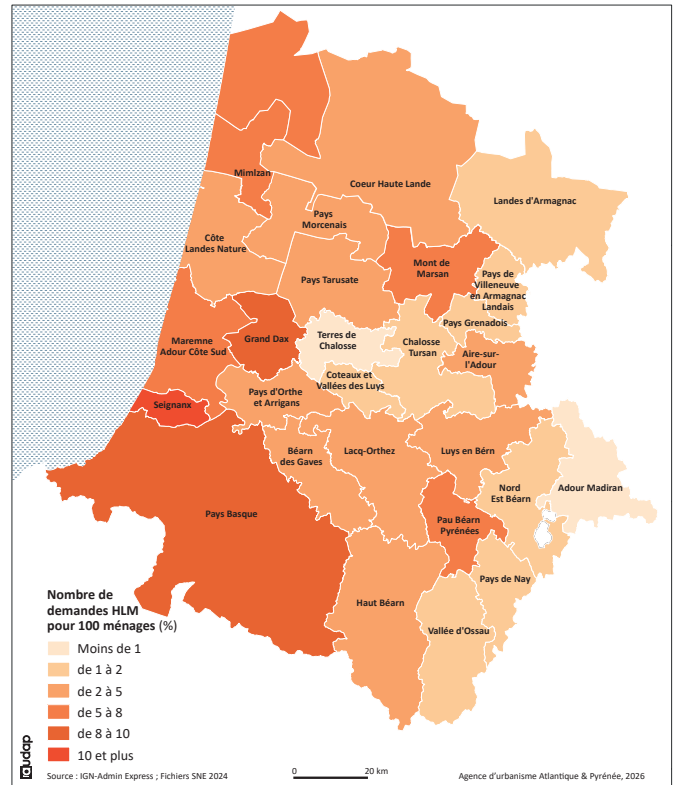 Mimlzan
Coeur Haute Lande
Landes d'Armagnac
Pays
Morcenais
Côte
Landes Nature
Mont de
Marsan
Pays de
Villeneuve
en Armagnac
Landais
Pays Tarusate
Pays Grenadois
Maremne
Adour Côte Sud
Grand Dax
Terres de
Chalosse
Chalosse
Tursan
Aire-sur-
l'Adour
Coteaux et
Vallées des Luys
Pays d'Orthe
et Arrigans
Seignanx
Béarn
des Gaves
Lacq-Orthez
Luys en Bérn
Nord
Est Béarn
Adour Madiran
Pays Basque
Pau Béarn
Pyrénées
Pays de Nay
Haut Béarn
Vallée d'Ossau
Nombre de
demandes HLM
pour 100 ménages (%)
Moins de 1
de 1 à 2
de 2 à 5
de 5 à 8
de 8 à 10
10 et plus
audap
Source : IGN-Admin Express ; Fichiers SNE 2024
0 20 km
Agence d'urbanisme Atlantique & Pyrénée, 2026